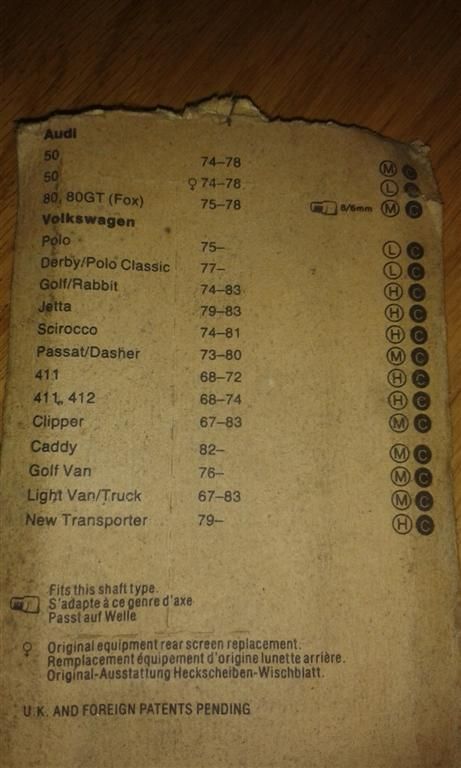 Audi
50 74–78 M C
50 ♀ 74–78 L C
80, 80GT (Fox) 75–78 6/6mm M C
Volkswagen
Polo 75– L C
Derby/Polo Classic 77– L C
Golf/Rabbit 74–83 H C
Jetta 79–83 H C
Scirocco 74–81 H C
Passat/Dasher 73–80 M C
411 68–72 H C
411, 412 68–74 H C
Clipper 67–83 M C
Caddy 82– M C
Golf Van 76– M C
Light Van/Truck 67–83 M C
New Transporter 79– H C
Fits this shaft type.
S'adapte à ce genre d'axe
Passt auf Welle
♀ Original equipment rear screen replacement.
Remplacement équipement d'origine lunette arrière.
Original-Ausstattung Heckscheiben-Wischblatt.
U.K. AND FOREIGN PATENTS PENDING